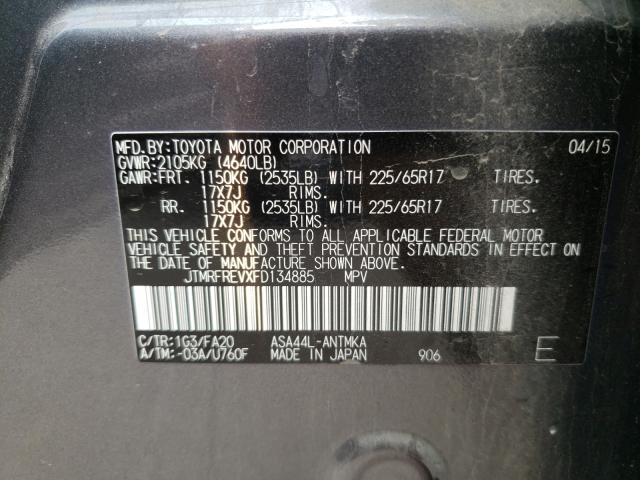 MFD.BY:TOYOTA MOTOR CORPORATION 04/15
GVWR:2105KG (4640LB)
GAWR:FRT. 1150KG (2535LB) WITH 225/65R17 TIRES.
17X7J RIMS.
RR. 1150KG (2535LB) WITH 225/65R17 TIRES.
17X7J RIMS.
THIS VEHICLE CONFORMS TO ALL APPLICABLE FEDERAL MOTOR
VEHICLE SAFETY AND THEFT PREVENTION STANDARDS IN EFFECT ON
THE DATE OF MANUFACTURE SHOWN ABOVE.
JTMRFREVXFD134885 MPV
C/TR:1G3/FA20 ASA44L-ANTMKA
A/TM:-03A/U760F MADE IN JAPAN 906 E